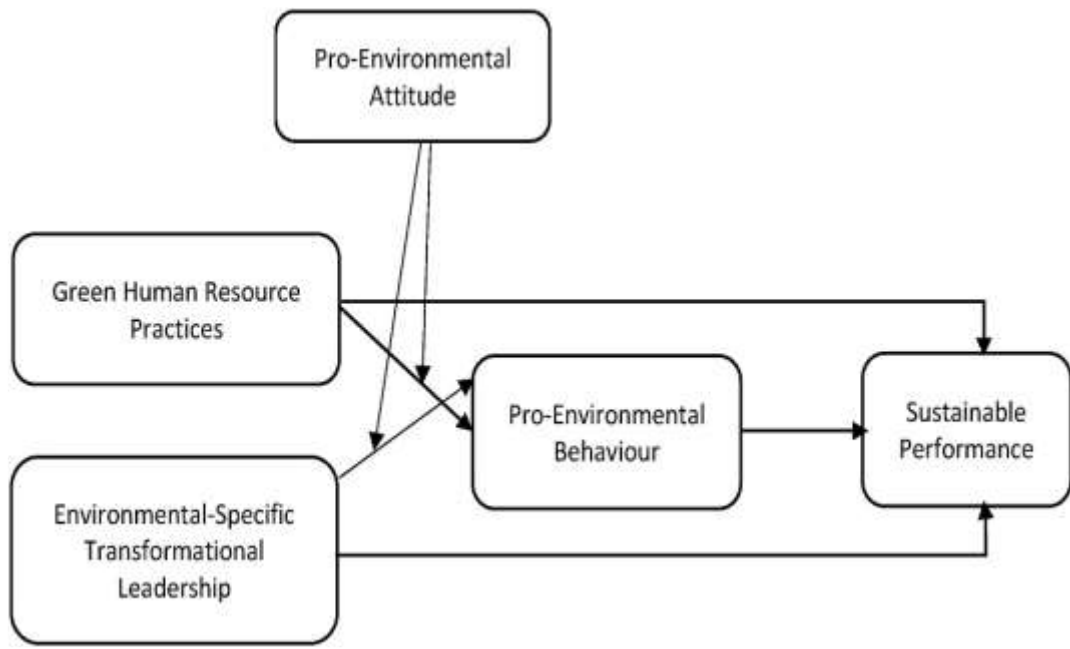 Pro-Environmental
Attitude
Green Human Resource
Practices
Pro-Environmental
Behaviour
Sustainable
Performance
Environmental-Specific
Transformational
Leadership